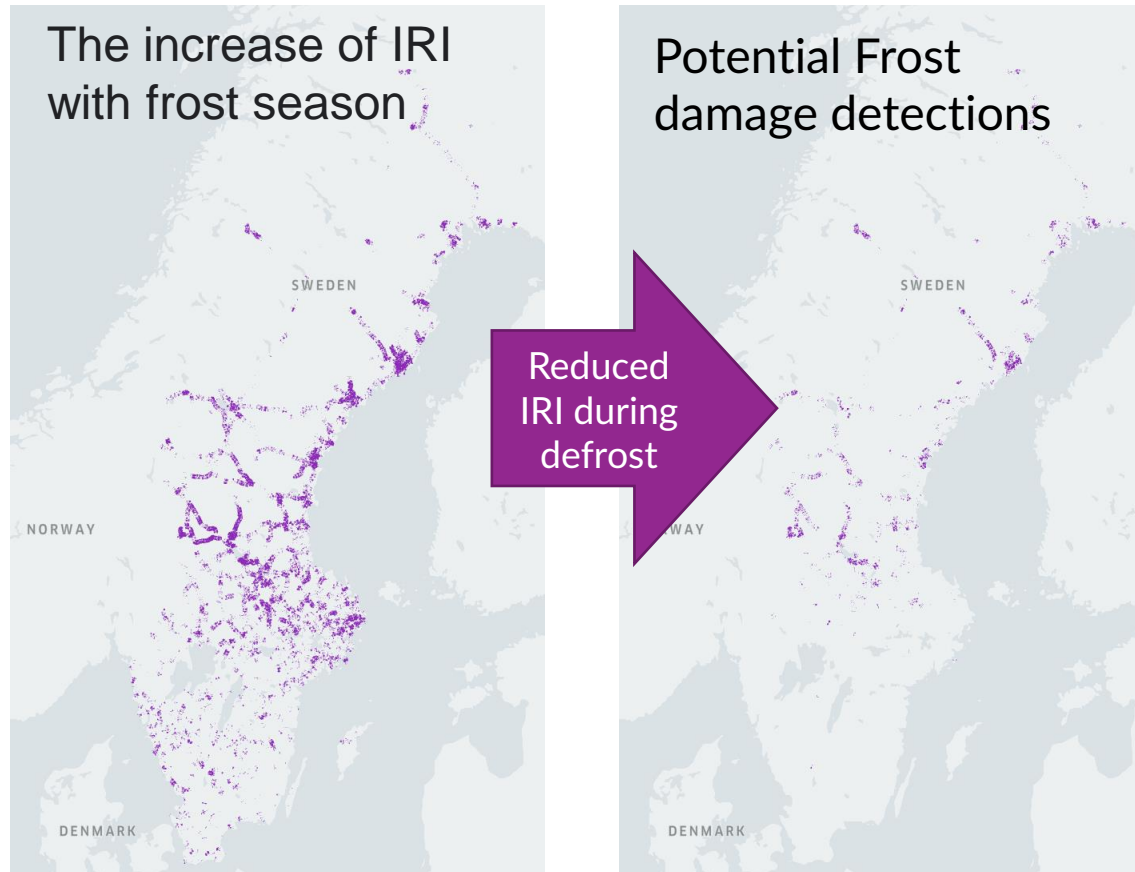 The increase of IRI
with frost season
SWEDEN
NORWAY
DENMARK
Reduced
IRI during
defrost
Potential Frost
damage detections
SWEDEN
WAY
DENMARK